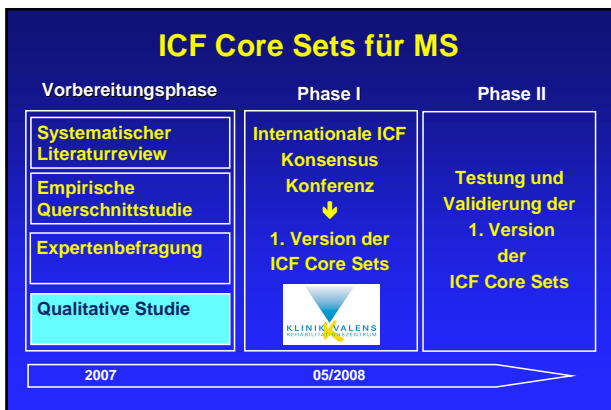 ICF Core Sets für MS
Vorbereitungsphase
Systematischer
Literaturreview
Empirische
Querschnittstudie
Expertenbefragung
Qualitative Studie
Phase I
Internationale ICF
Konsensus
Konferenz
1. Version der
ICF Core Sets
KLINIK VALENS
REHABILITATIONSZENTRUM
Phase II
Testung und
Validierung der
1. Version
der
ICF Core Sets
2007
05/2008